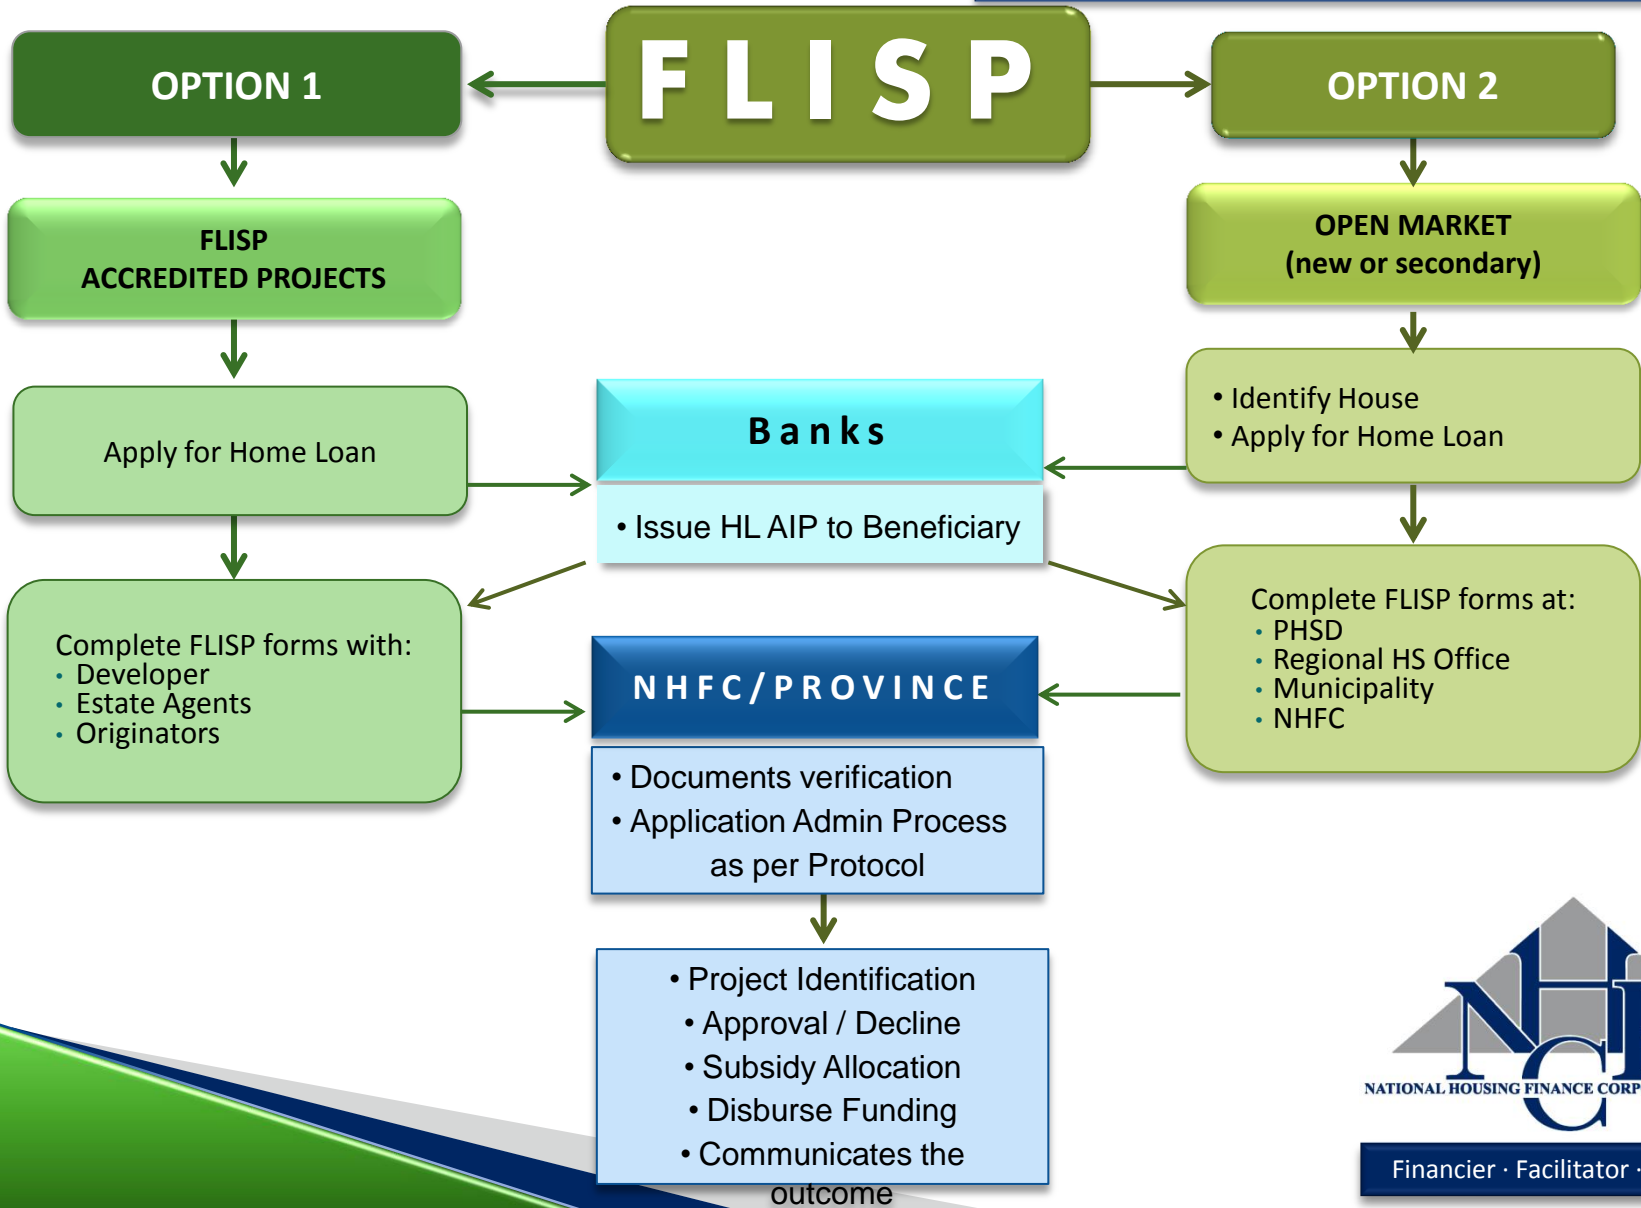 FLISP
OPTION 1
OPTION 2
FLISP
ACCREDITED PROJECTS
OPEN MARKET
(new or secondary)
Apply for Home Loan
Banks
• Issue HL AIP to Beneficiary
• Identify House
• Apply for Home Loan
Complete FLISP forms with:
• Developer
• Estate Agents
• Originators
NHFC/PROVINCE
• Documents verification
• Application Admin Process
as per Protocol
Complete FLISP forms at:
• PHSD
• Regional HS Office
• Municipality
• NHFC
• Project Identification
• Approval / Decline
• Subsidy Allocation
• Disburse Funding
• Communicates the
outcome
NATIONAL HOUSING FINANCE CORP
Financier · Facilitator ·